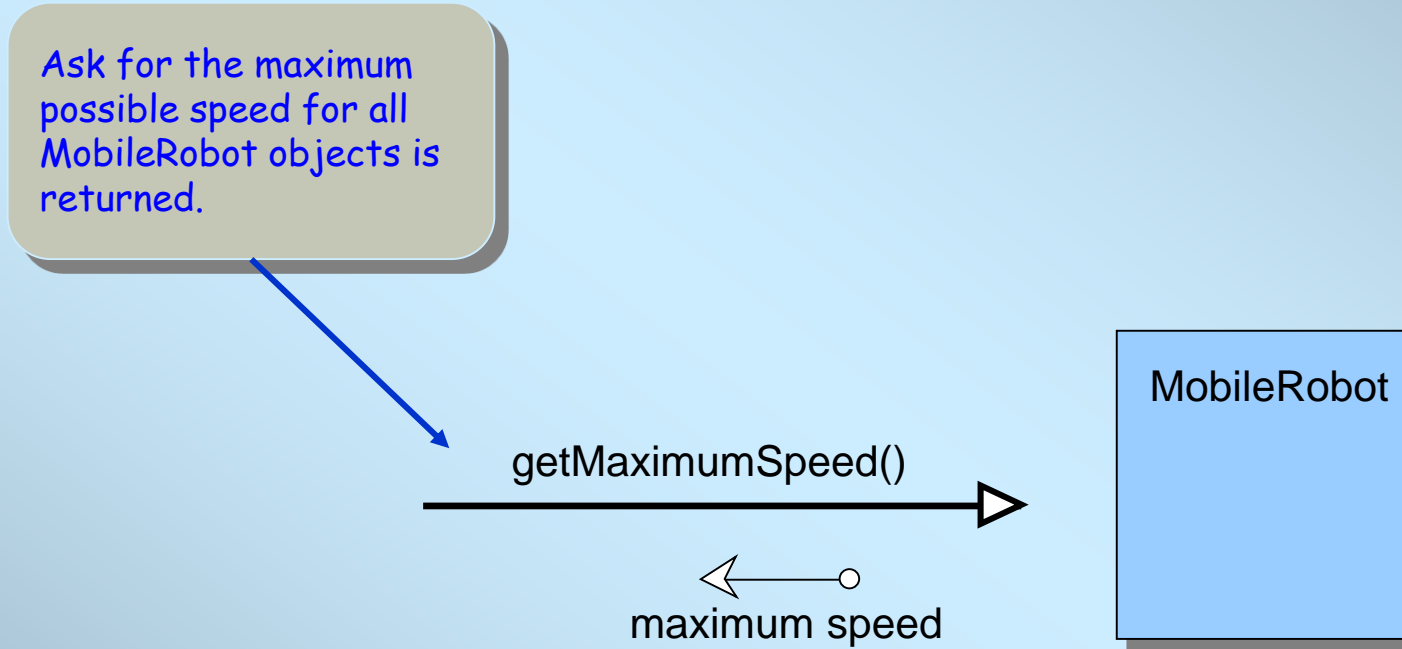 Ask for the maximum
possible speed for all
MobileRobot objects is
returned.
MobileRobot
getMaximumSpeed()
maximum speed